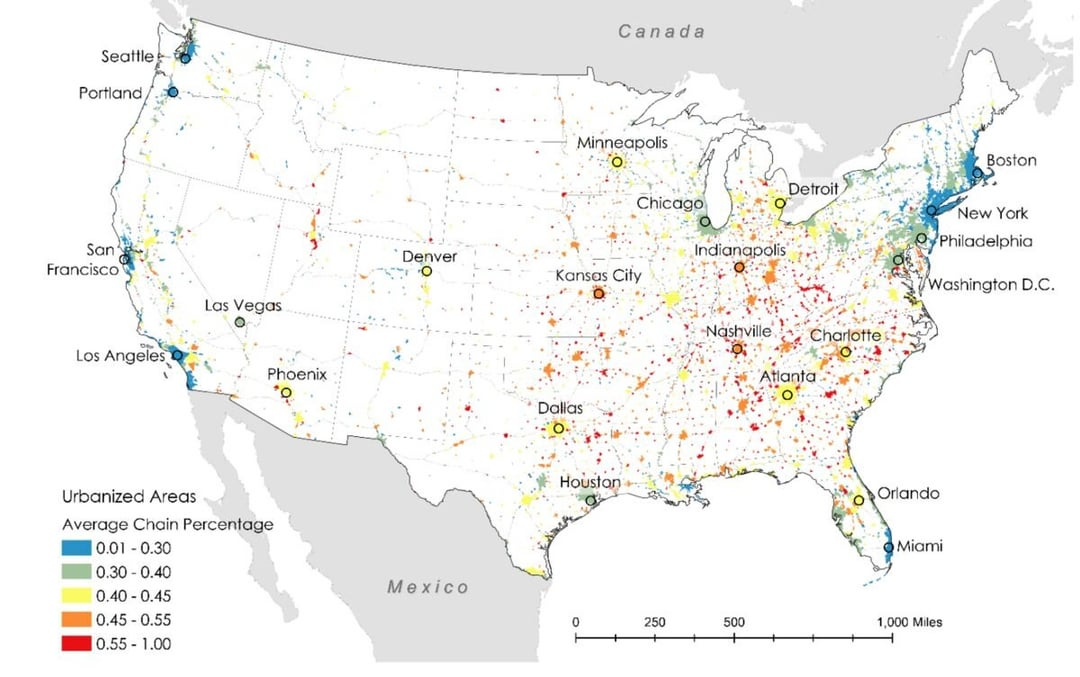 Canada
Seattle
Portland
Minneapolis
Boston
Detroit
Chicago
New York
Philadelphia
San
Francisco
Denver
Indianapolis
Kansas City
Washington D.C.
Las Vegas
Nashville
Charlotte
Los Angeles
Phoenix
Atlanta
Dallas
Houston
Orlando
Miami
Mexico
Urbanized Areas
Average Chain Percentage
0.01 - 0.30
0.30 - 0.40
0.40 - 0.45
0.45 - 0.55
0.55 - 1.00
0 250 500 1,000 Miles